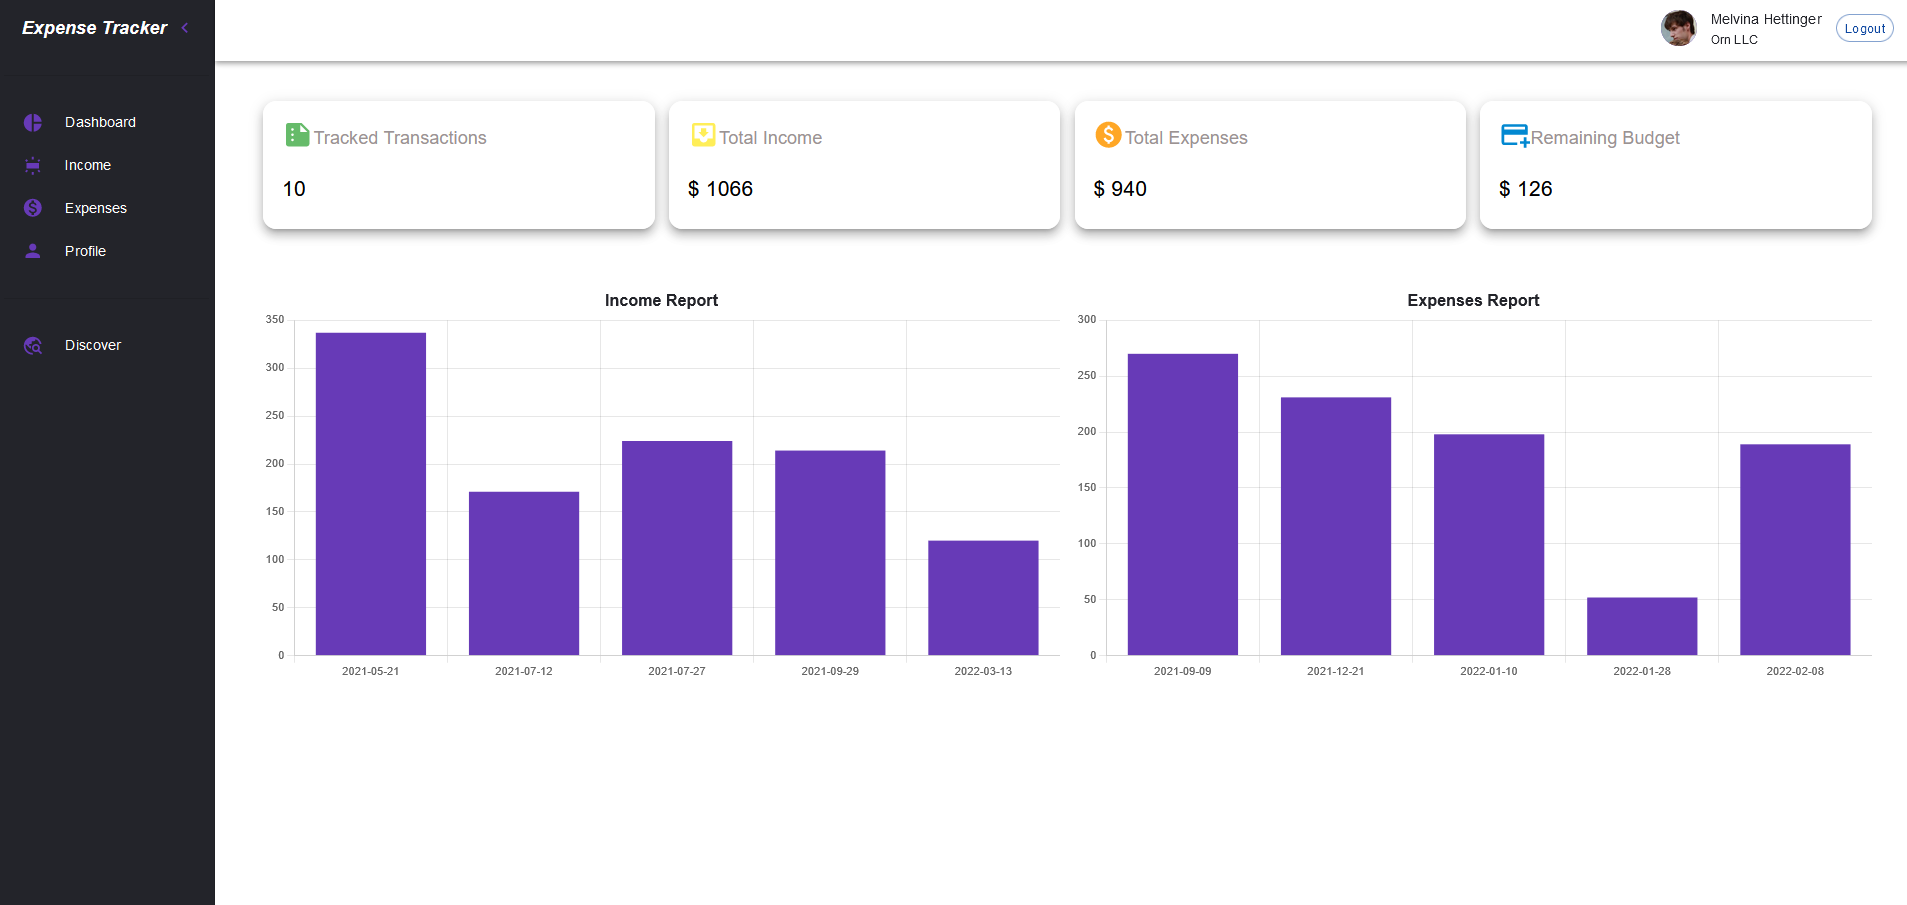 Expense Tracker
Melvina Hettinger
Orn LLC
Logout
Dashboard
Income
Expenses
Profile
Discover
Tracked Transactions
10
Total Income
$ 1066
Total Expenses
$ 940
Remaining Budget
$ 126
Income Report
350
300
250
200
150
100
50
0
2021-05-21 2021-07-12 2021-07-27 2021-09-29 2022-03-13
Expenses Report
300
250
200
150
100
50
0
2021-09-09 2021-12-21 2022-01-10 2022-01-28 2022-02-08